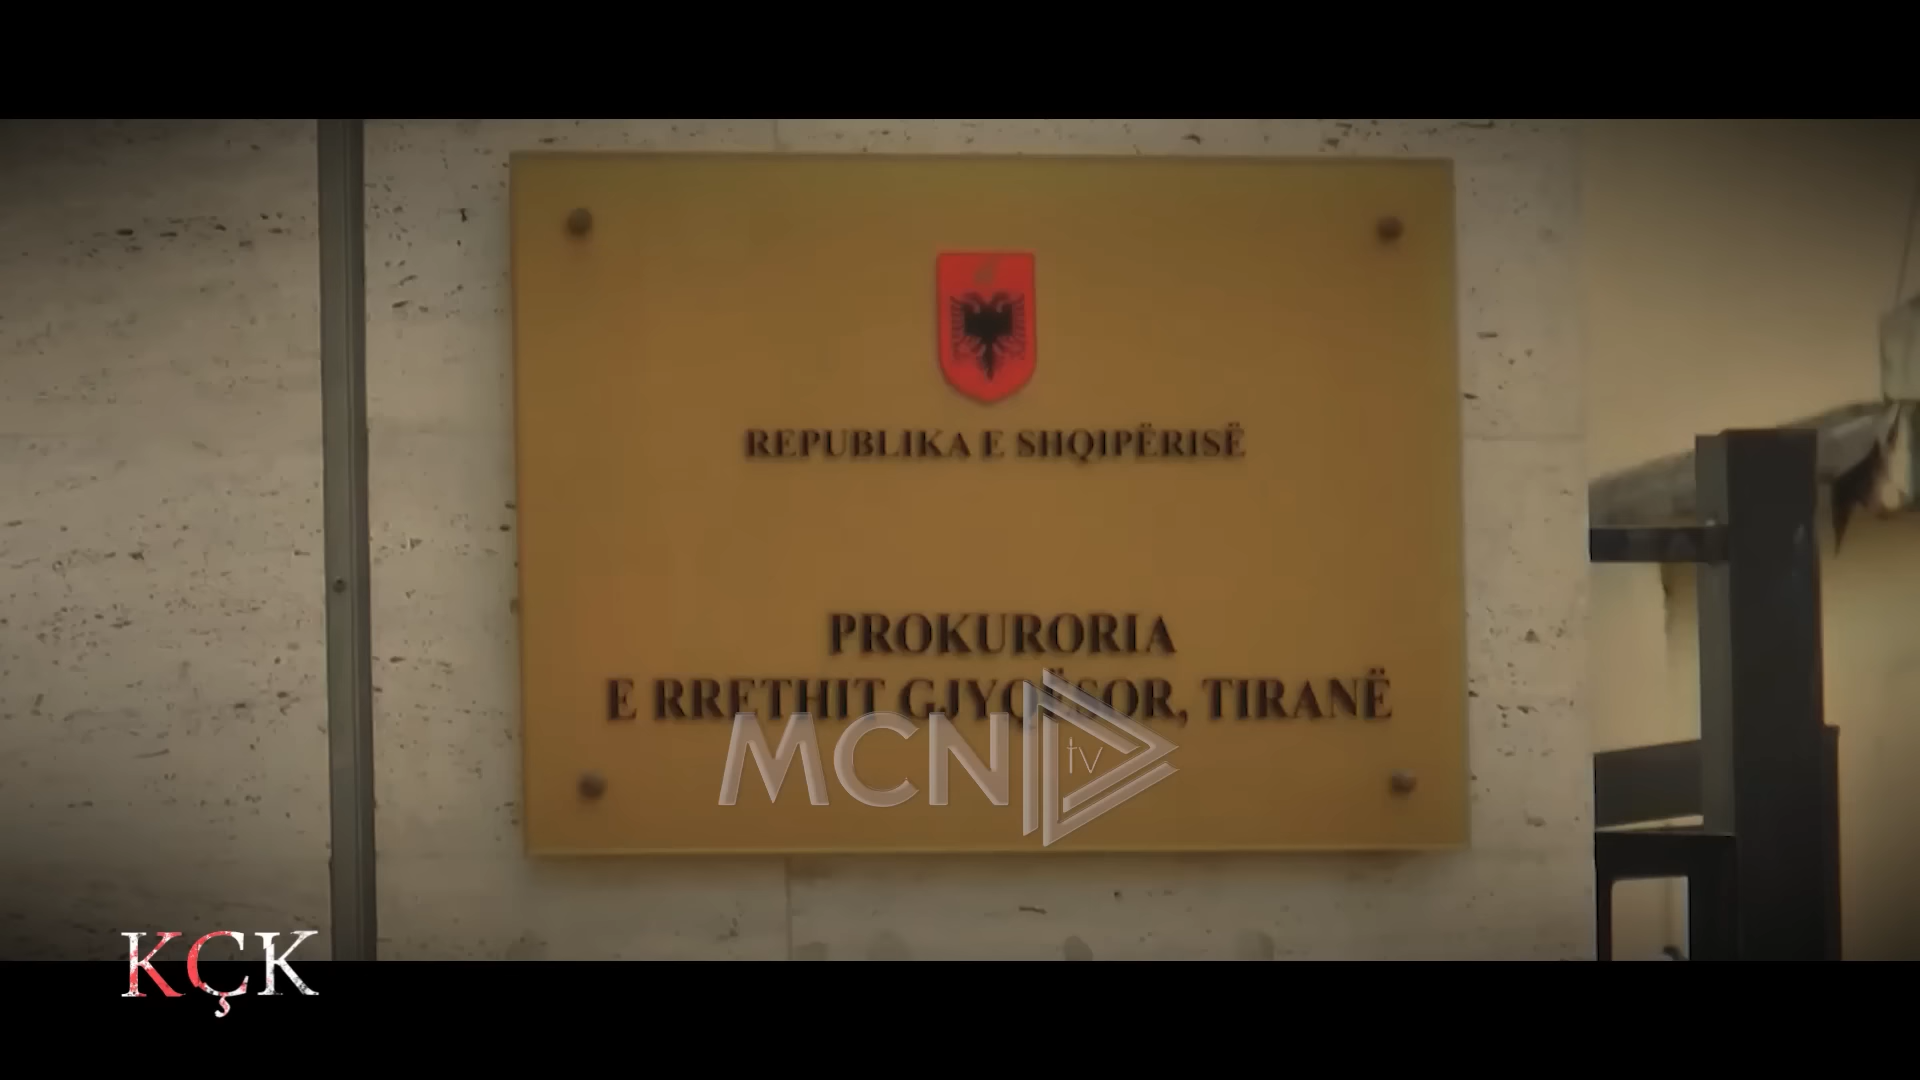 REPUBLIKA E SHQIPËRISË
PROKURORIA
E RRETHIT GJYQËSOR, TIRANË
MCN tv
KÇK